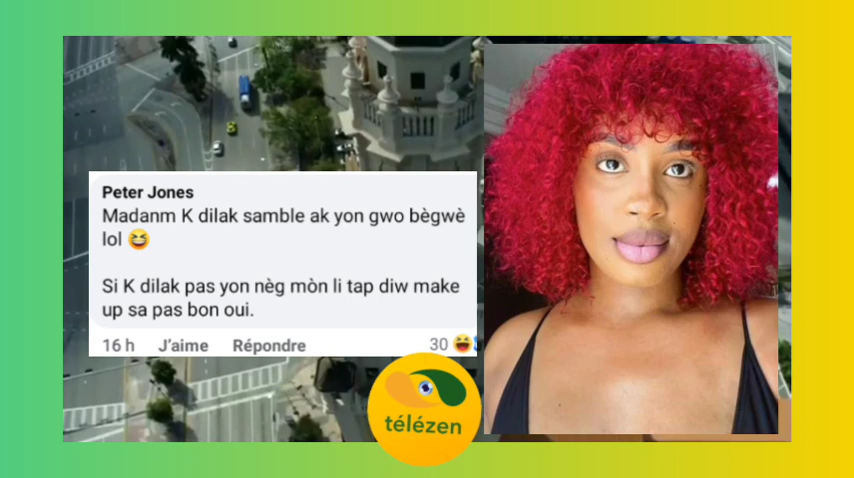 Peter Jones
Madanm K dilak samble ak yon gwo bègwè
lol 😆
Si K dilak pas yon nèg mòn li tap diw make
up sa pas bon oui.
16 h J'aime Répondre 30 😆
télézen